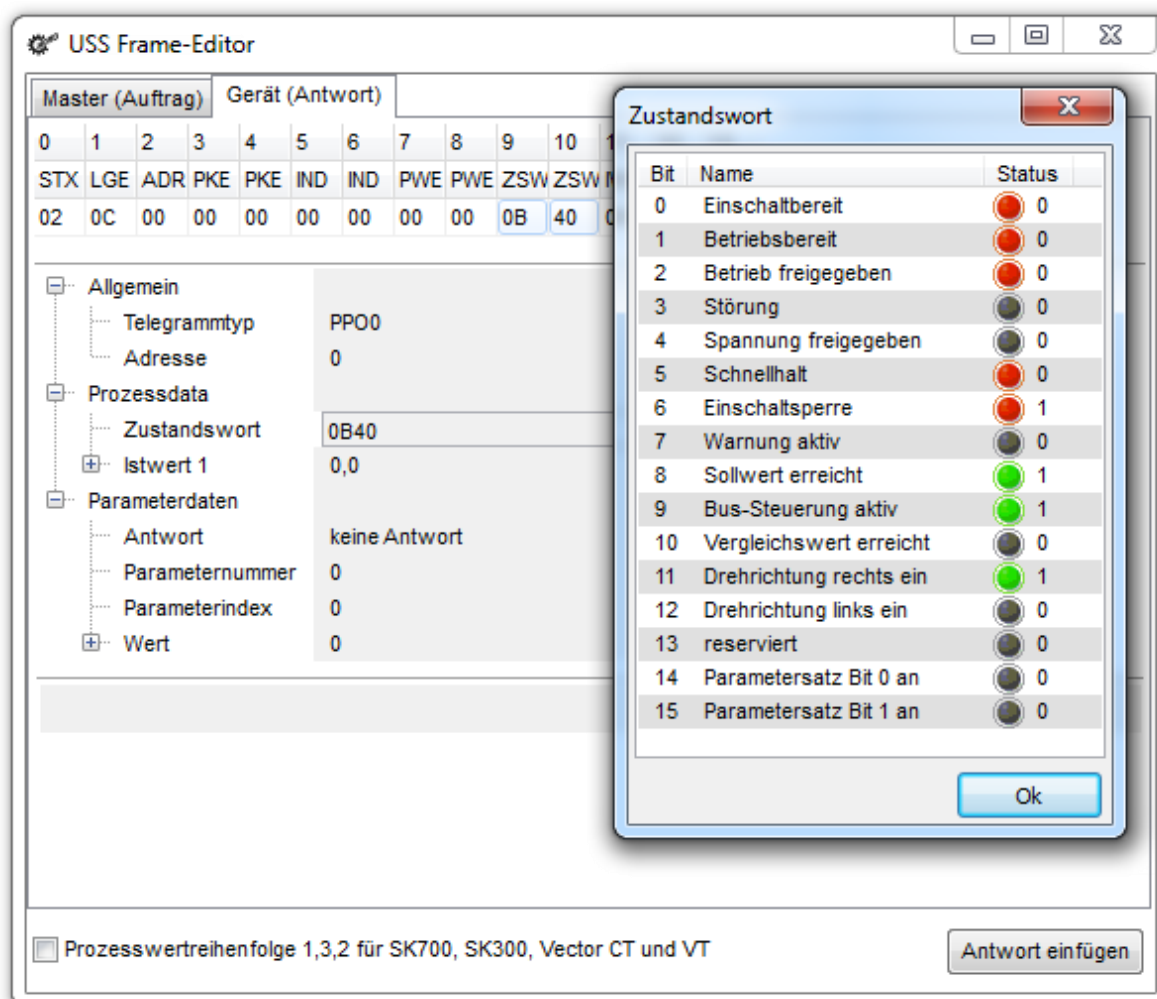 USS Frame-Editor
Master (Auftrag) Gerät (Antwort)
0 1 2 3 4 5 6 7 8 9 10
STX LGE ADR PKE PKE IND IND PWE PWE ZSW ZSW
02 0C 00 00 00 00 00 00 00 0B 40
Allgemein
Telegrammtyp PPO0
Adresse 0
Prozessdata
Zustandswort 0B40
Istwert 1 0,0
Parameterdaten
Antwort keine Antwort
Parameternummer 0
Parameterindex 0
Wert 0
Zustandswort
Bit Name Status
0 Einschaltbereit 0
1 Betriebsbereit 0
2 Betrieb freigegeben 0
3 Störung 0
4 Spannung freigegeben 0
5 Schnellhalt 0
6 Einschaltsperre 1
7 Warnung aktiv 0
8 Sollwert erreicht 1
9 Bus-Steuerung aktiv 1
10 Vergleichswert erreicht 0
11 Drehrichtung rechts ein 1
12 Drehrichtung links ein 0
13 reserviert 0
14 Parametersatz Bit 0 an 0
15 Parametersatz Bit 1 an 0
Ok
Prozesswertreihenfolge 1,3,2 für SK700, SK300, Vector CT und VT
Antwort einfügen